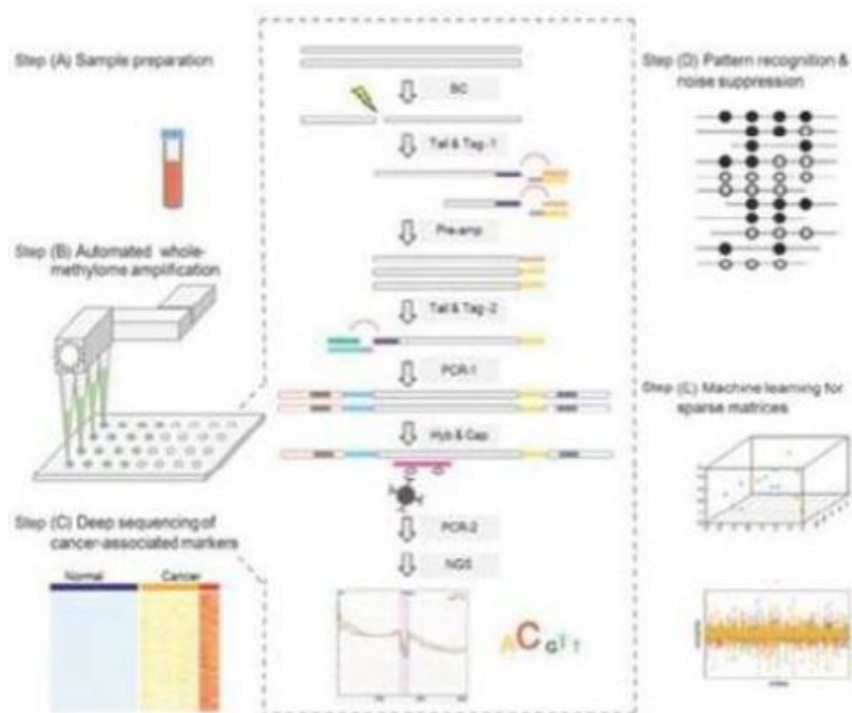 Step (A) Sample preparation
Step (B) Automated whole-
methylome amplification
Step (C) Deep sequencing of
cancer-associated markers
Normal
Cancer
BC
Tail & Tag-1
Pre-amp
Tail & Tag-2
PCR-1
Hyb & Cap
PCR-2
NGS
A C G T T
Step (D) Pattern recognition &
noise suppression
Step (E) Machine learning for
sparse matrices